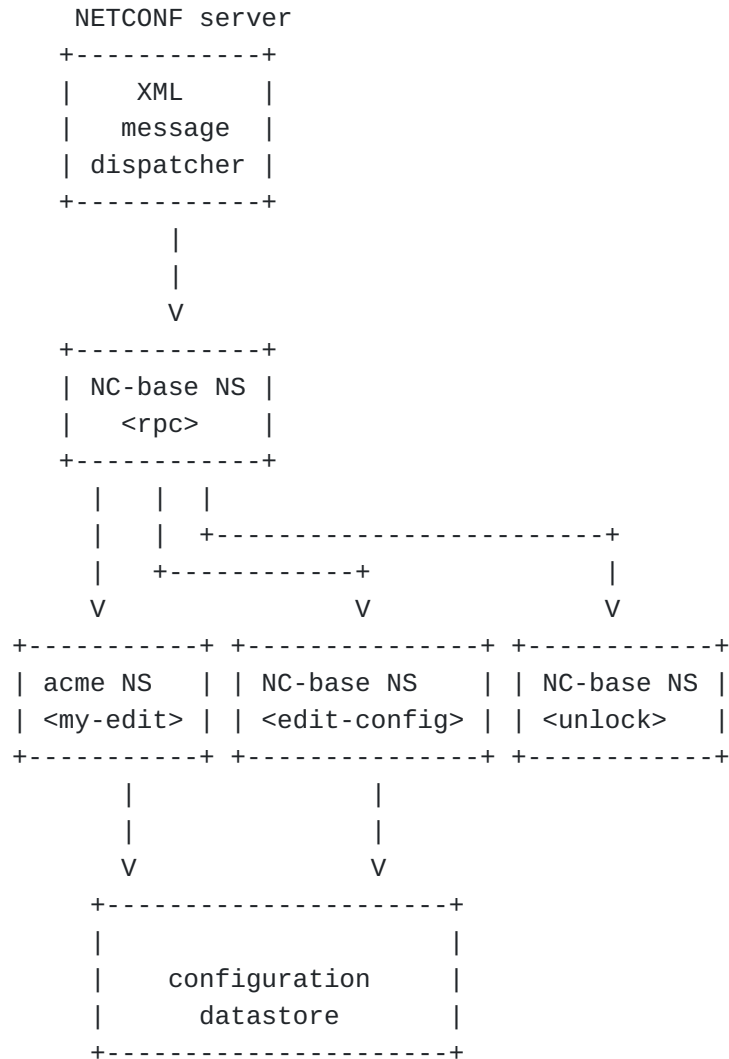 NETCONF server
XML
message
dispatcher
NC-base NS
<rpc>
acme NS
<my-edit>
NC-base NS
<edit-config>
NC-base NS
<unlock>
configuration
datastore